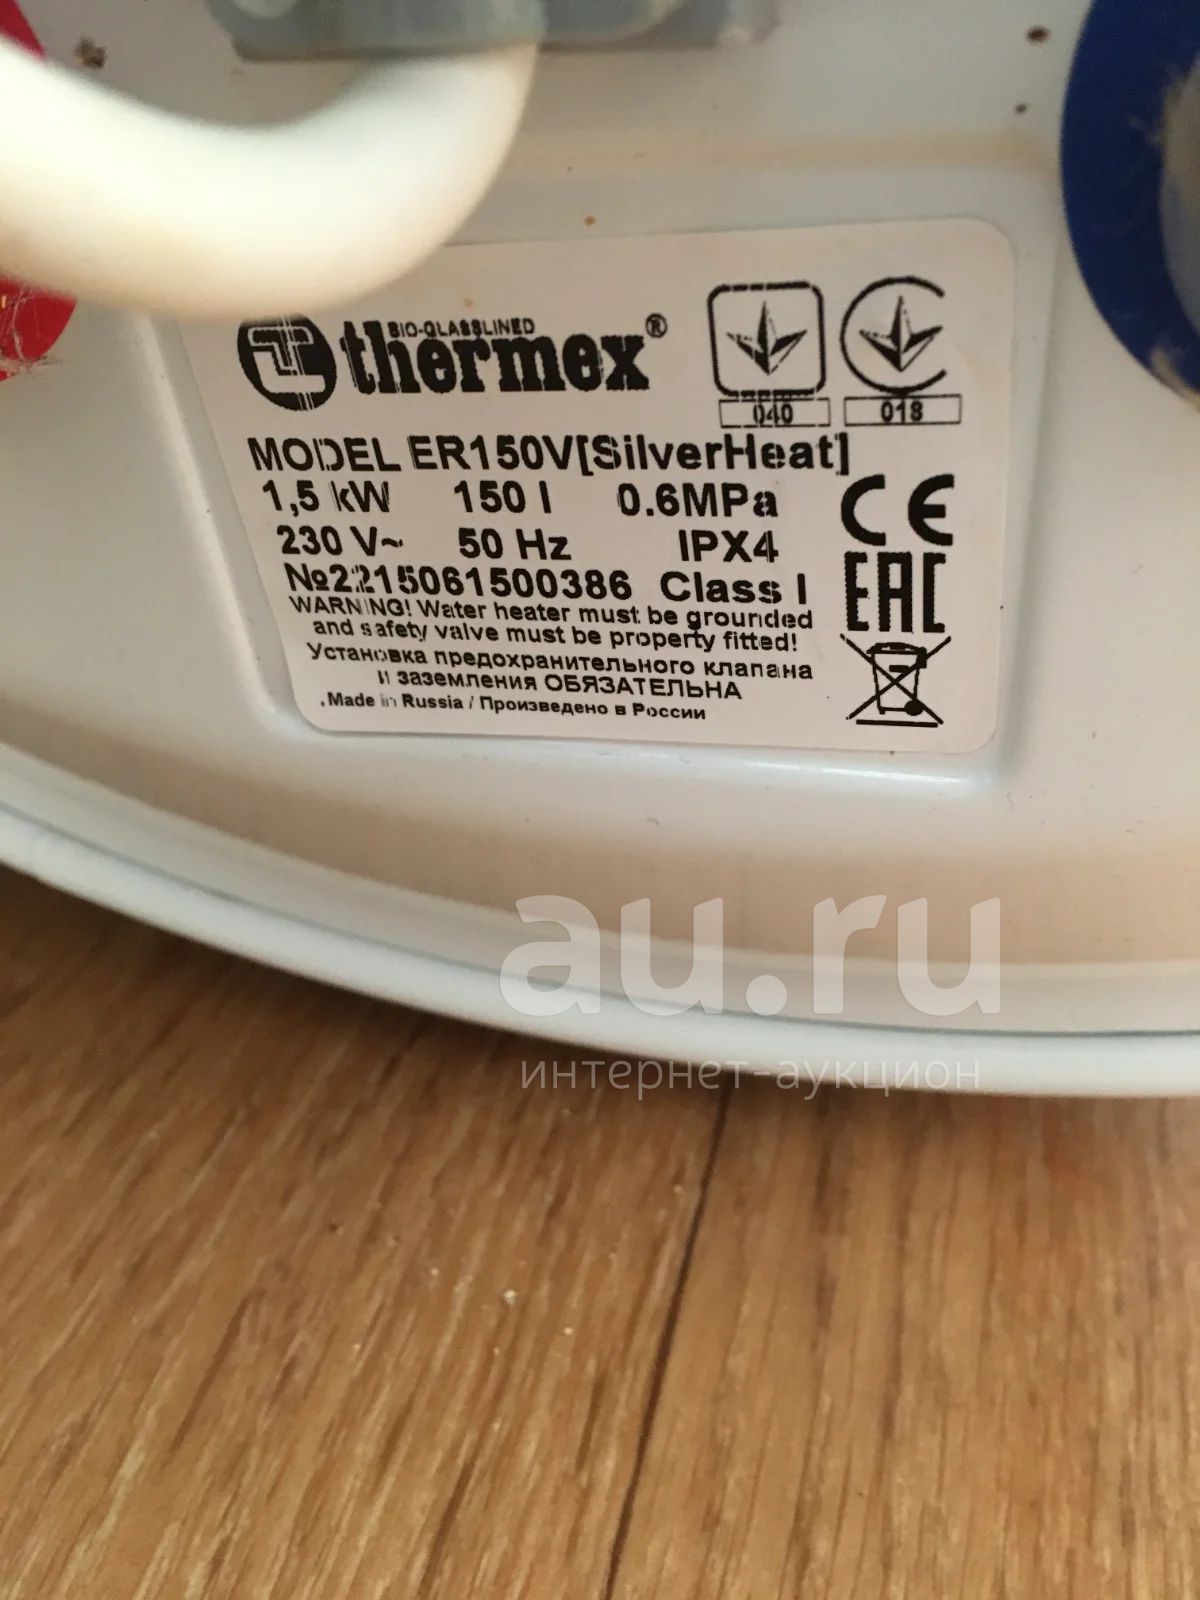 BIO-GLASSLINED
thermex®
040 018
MODEL ER150V[SilverHeat]
1,5 kW 150 l 0.6MPa
230 V~ 50 Hz IPX4
№2215061500386 Class I
CE
EAC
WARNING! Water heater must be grounded
and safety valve must be property fitted!
Установка предохранительного клапана
и заземления ОБЯЗАТЕЛЬНА
Made in Russia / Произведено в России
au.ru
интернет-аукцион